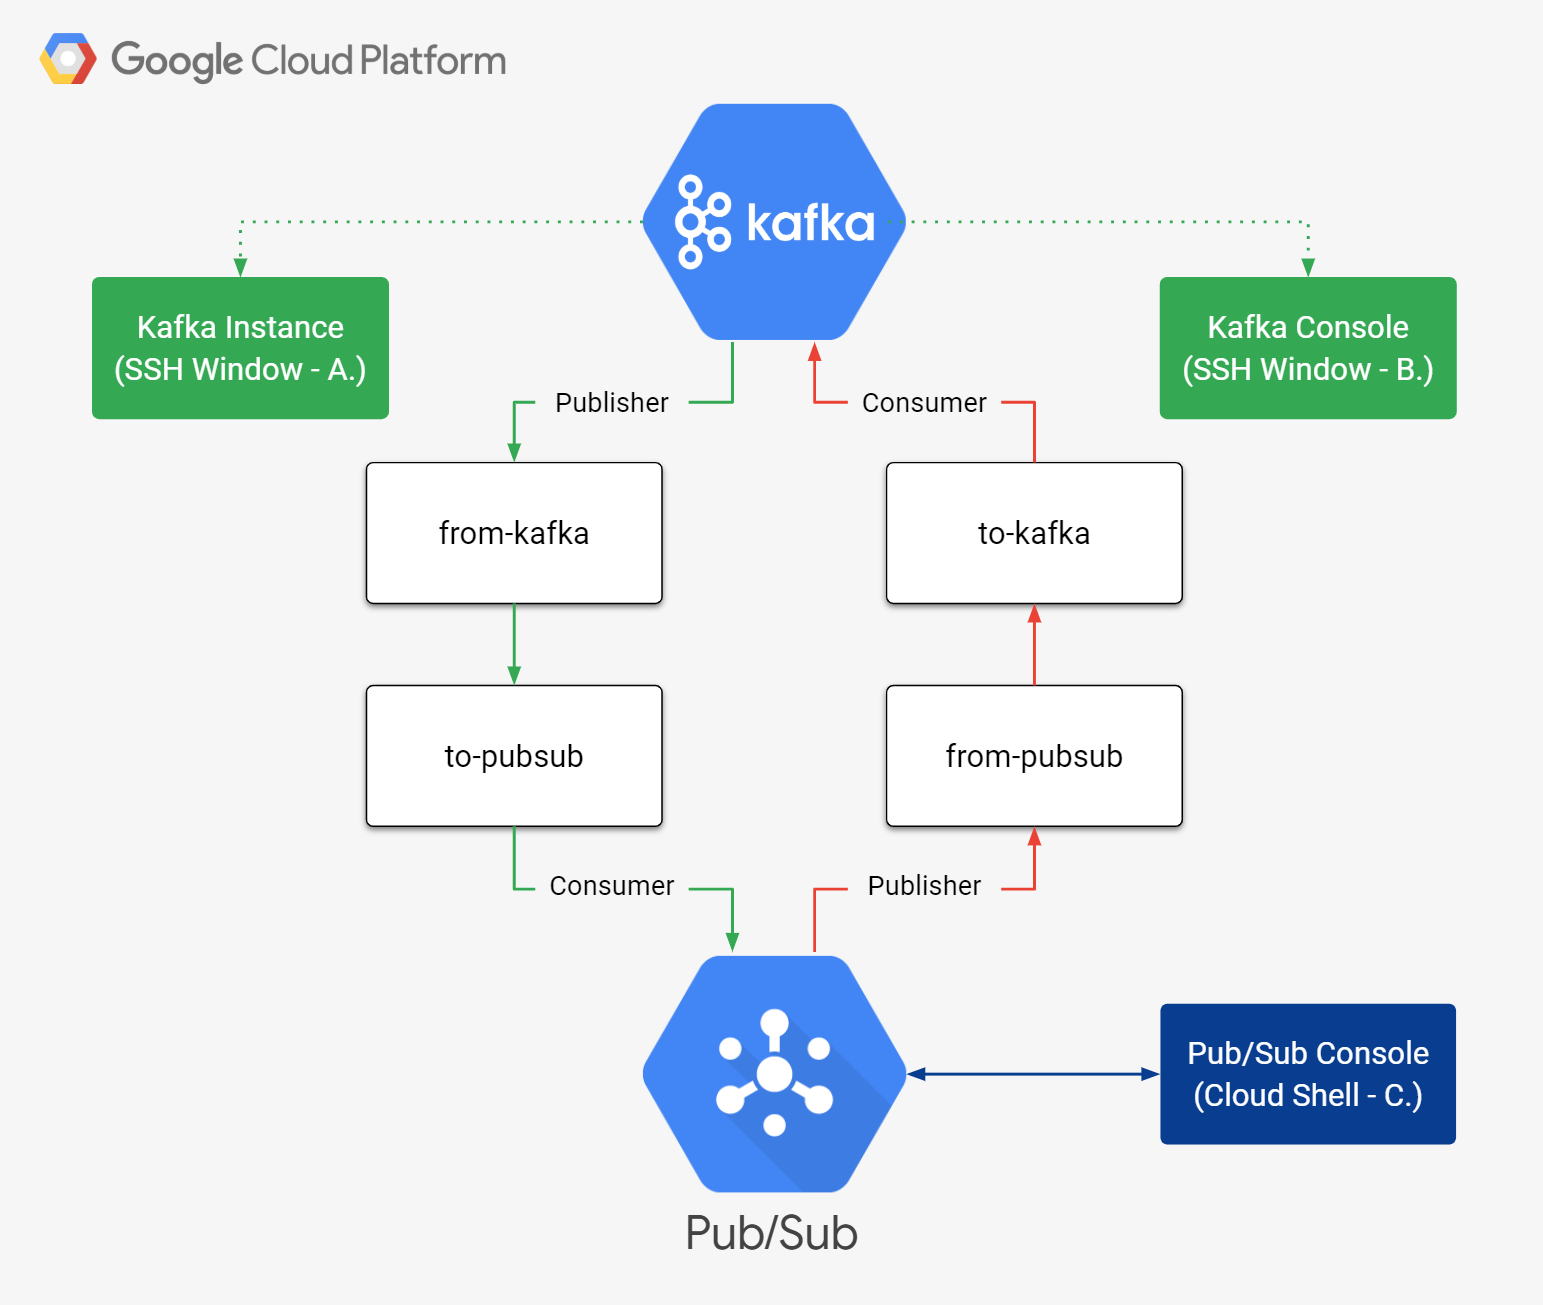 Google Cloud Platform
kafka
Kafka Instance
(SSH Window - A.)
Kafka Console
(SSH Window - B.)
Publisher
Consumer
from-kafka
to-kafka
to-pubsub
from-pubsub
Consumer
Publisher
Pub/Sub Console
(Cloud Shell - C.)
Pub/Sub